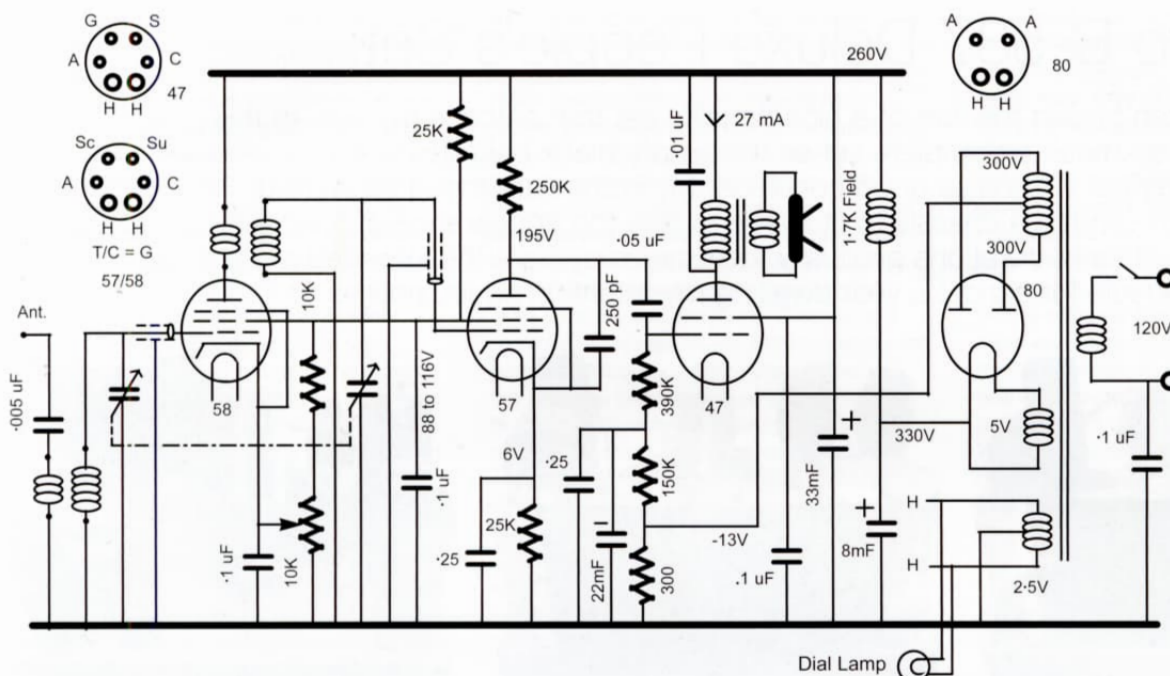 G S
A C
H H
47
Sc Su
A C
H H
T/C = G
57/58
A A
H H
80
260V
25K
250K
195V
·01 uF
27 mA
1·7K Field
300V
300V
·05 uF
10K
Ant.
·005 uF
58
88 to 116V
57
250 pF
390K
47
80
120V
330V
5V
·1 uF
6V
·25
150K
33mF
H
H
·1 uF
10K
·1 uF
25K
·25
22mF
300
-13V
.1 uF
8mF
2·5V
Dial Lamp